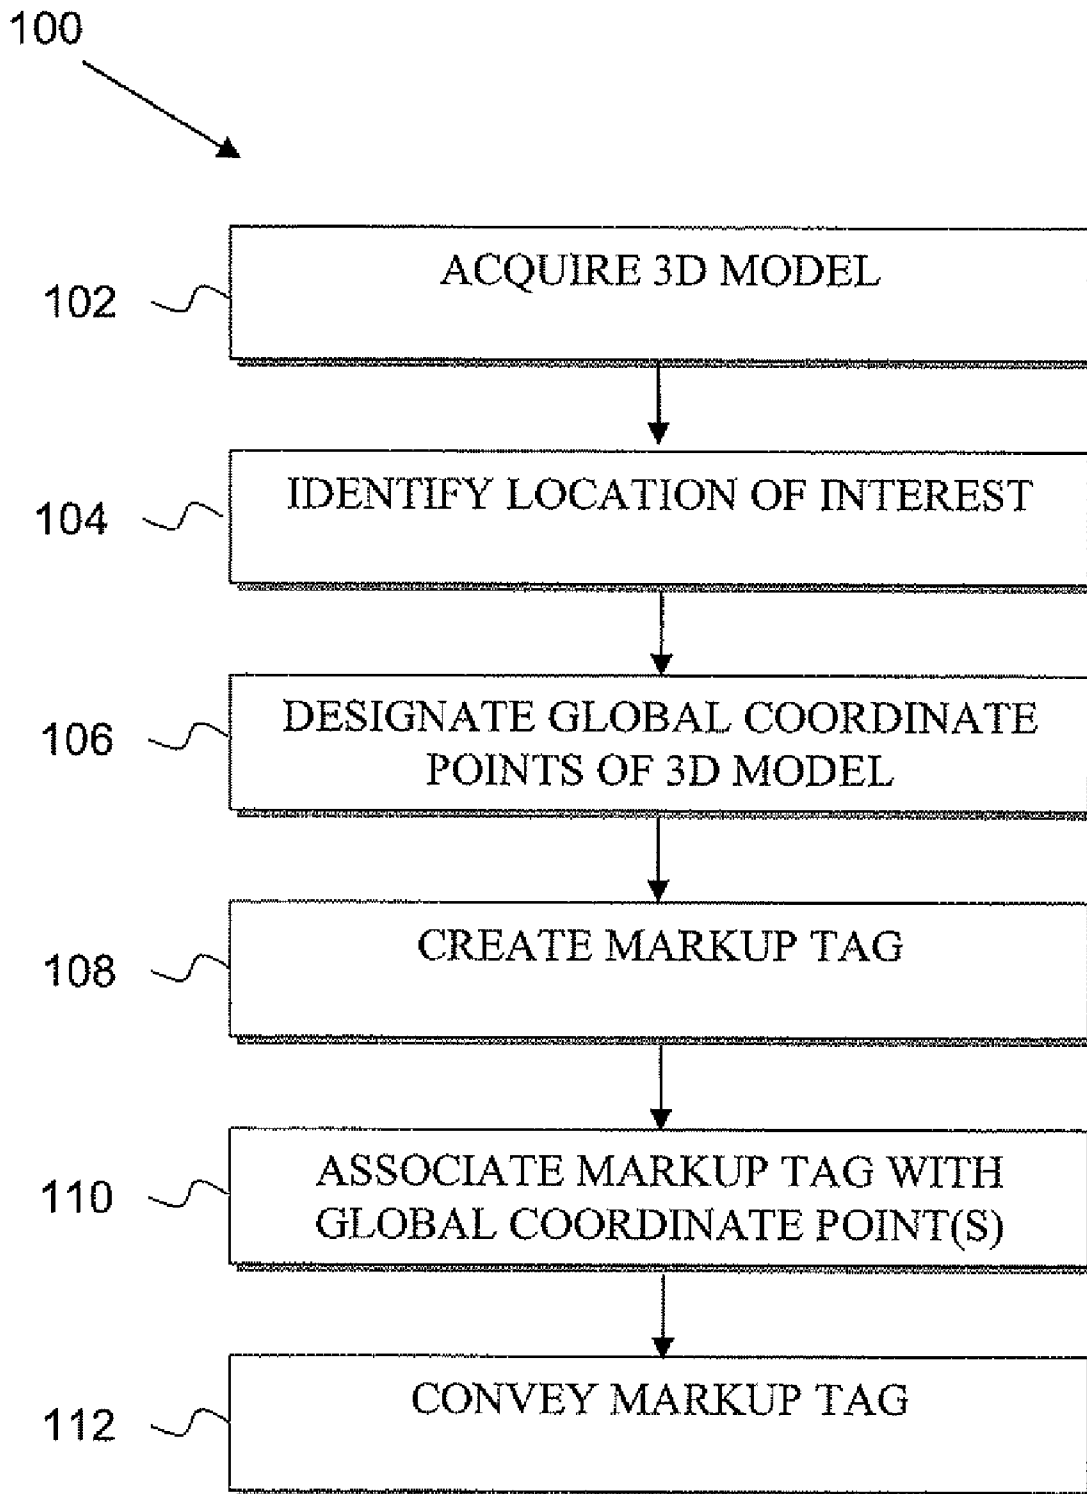 100
102
ACQUIRE 3D MODEL
104
IDENTIFY LOCATION OF INTEREST
106
DESIGNATE GLOBAL COORDINATE
POINTS OF 3D MODEL
108
CREATE MARKUP TAG
110
ASSOCIATE MARKUP TAG WITH
GLOBAL COORDINATE POINT(S)
112
CONVEY MARKUP TAG